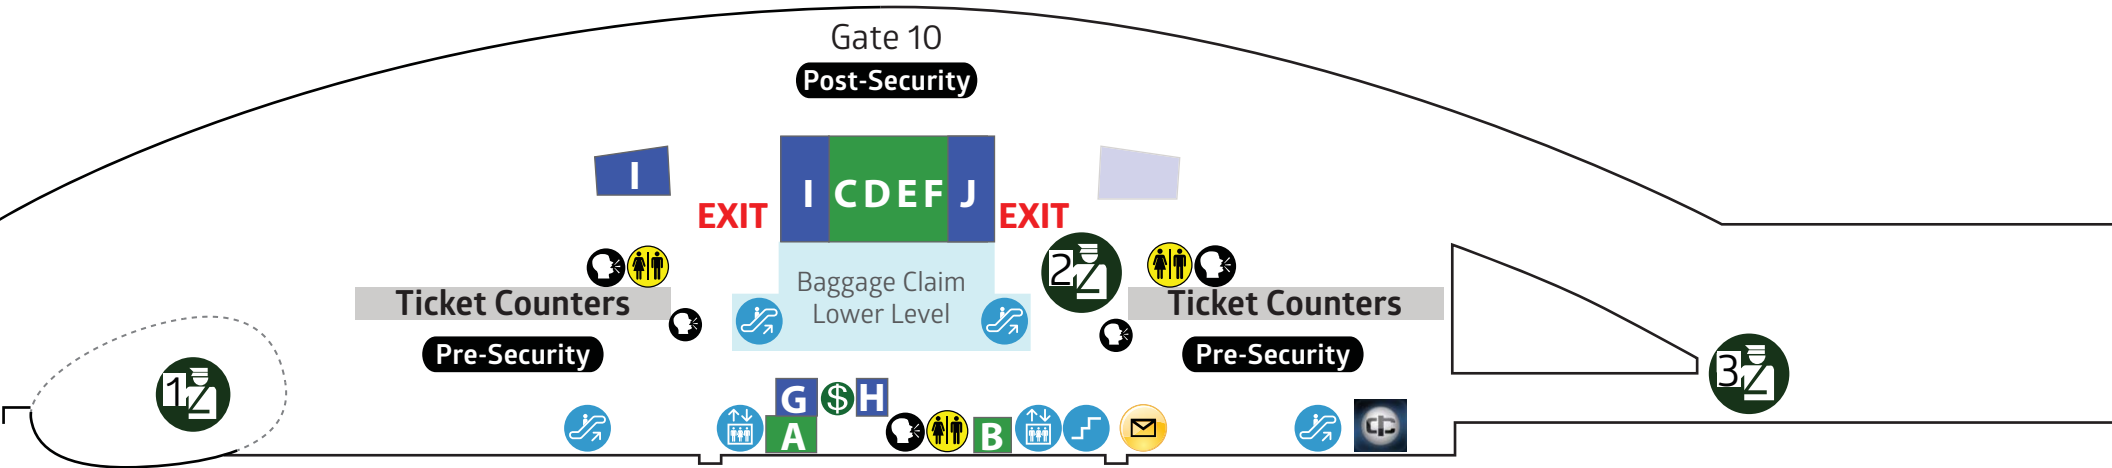 Gate 10
Post-Security
I
I C D E F J
EXIT
EXIT
2
Baggage Claim
Lower Level
Ticket Counters
Ticket Counters
Pre-Security
Pre-Security
1
3
G $ H
A
B